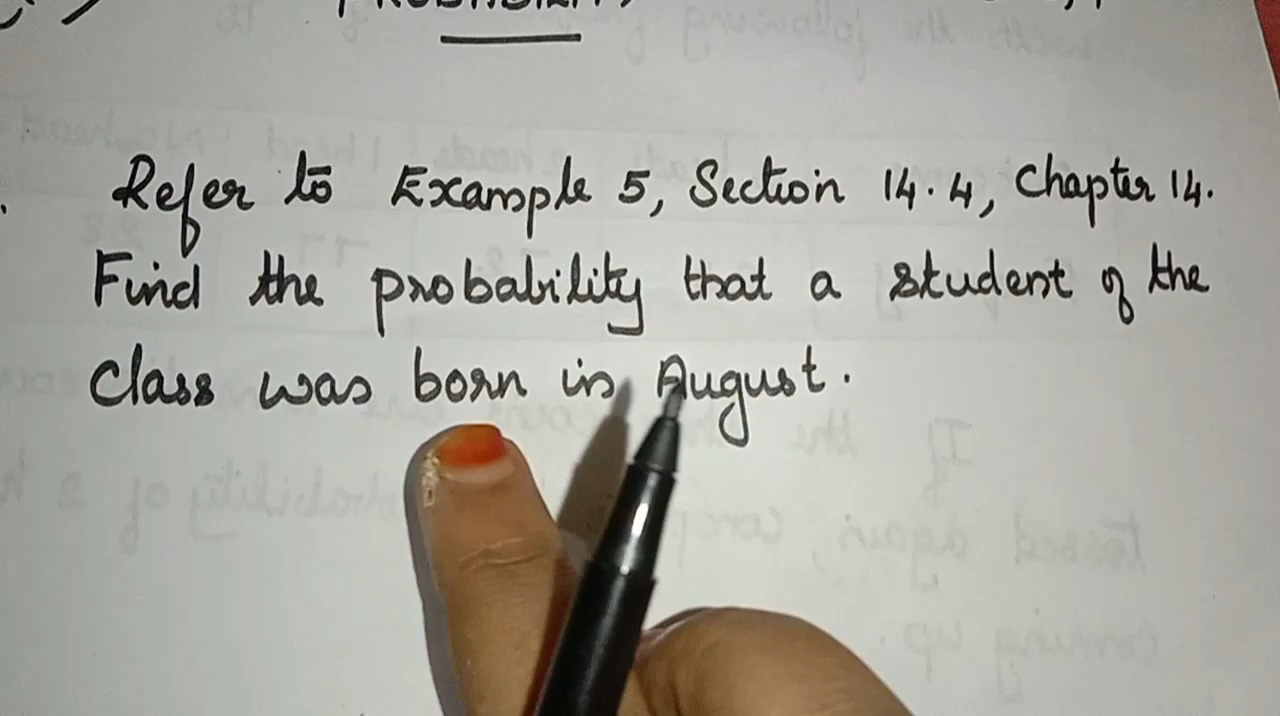 PROBABILITY
Refer to Example 5, Section 14.4, Chapter 14.
Find the probability that a student of the
class was born in August.